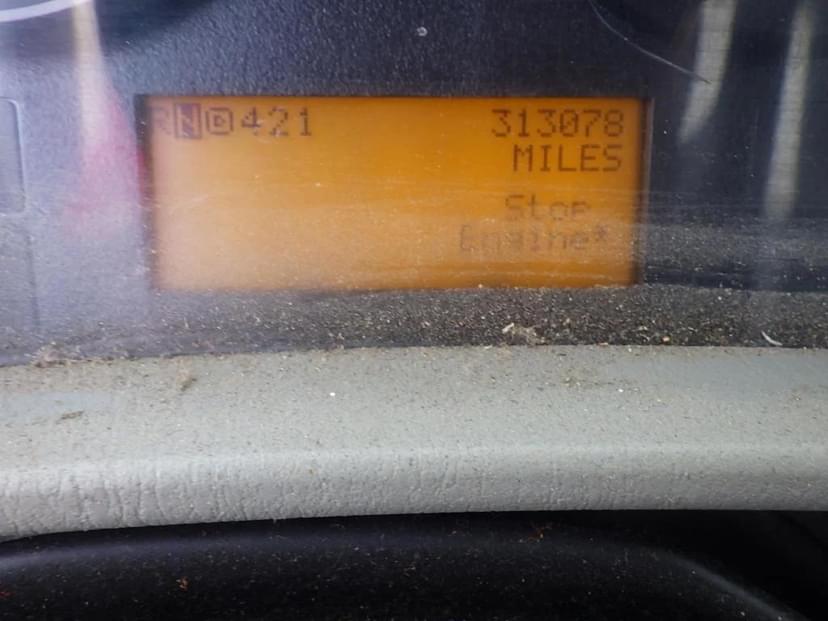 RND421 313078
MILES
Stop
Engine*